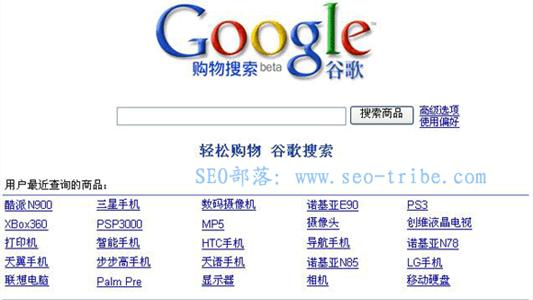 Google™
购物搜索 beta 谷歌
搜索商品 高级选项
使用偏好
轻松购物 谷歌搜索
SEO部落: www.seo-tribe.com
用户最近查询的商品:
酷派N900 三星手机 数码摄像机 诺基亚E90 PS3
XBox360 PSP3000 MP5 摄像头 创维液晶电视
打印机 智能手机 HTC手机 导航手机 诺基亚N78
天翼手机 步步高手机 天语手机 诺基亚N85 LG手机
联想电脑 Palm Pre 显示器 相机 移动硬盘